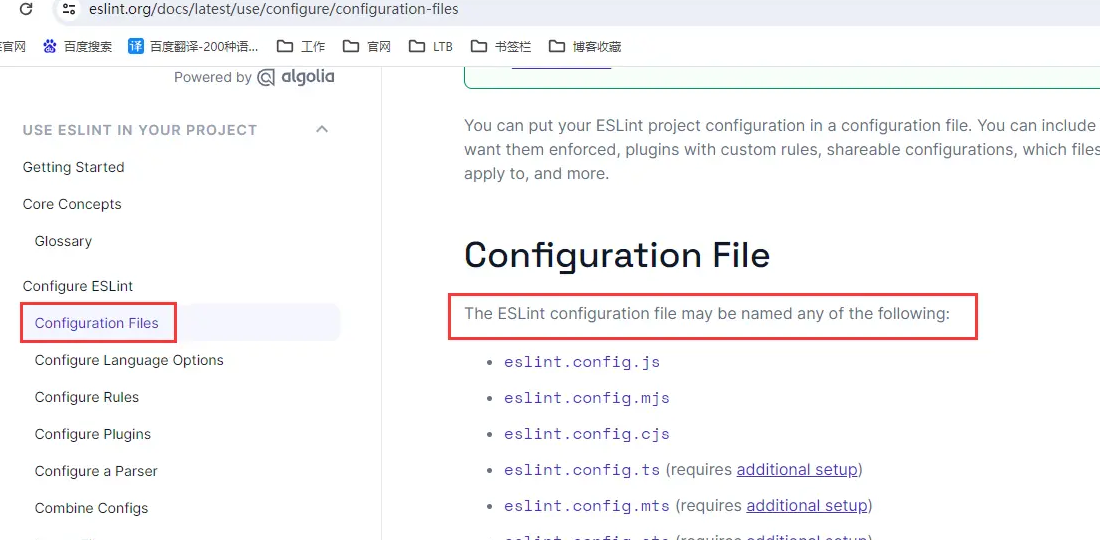 eslint.org/docs/latest/use/configure/configuration-files
官网 百度搜索 译 百度翻译-200种语... 工作 官网 LTB 书签栏 博客收藏
Powered by algolia
USE ESLINT IN YOUR PROJECT
Getting Started
Core Concepts
Glossary
Configure ESLint
Configuration Files
Configure Language Options
Configure Rules
Configure Plugins
Configure a Parser
Combine Configs
You can put your ESLint project configuration in a configuration file. You can include
want them enforced, plugins with custom rules, shareable configurations, which files
apply to, and more.
Configuration File
The ESLint configuration file may be named any of the following:
• eslint.config.js
• eslint.config.mjs
• eslint.config.cjs
• eslint.config.ts (requires additional setup)
• eslint.config.mts (requires additional setup)